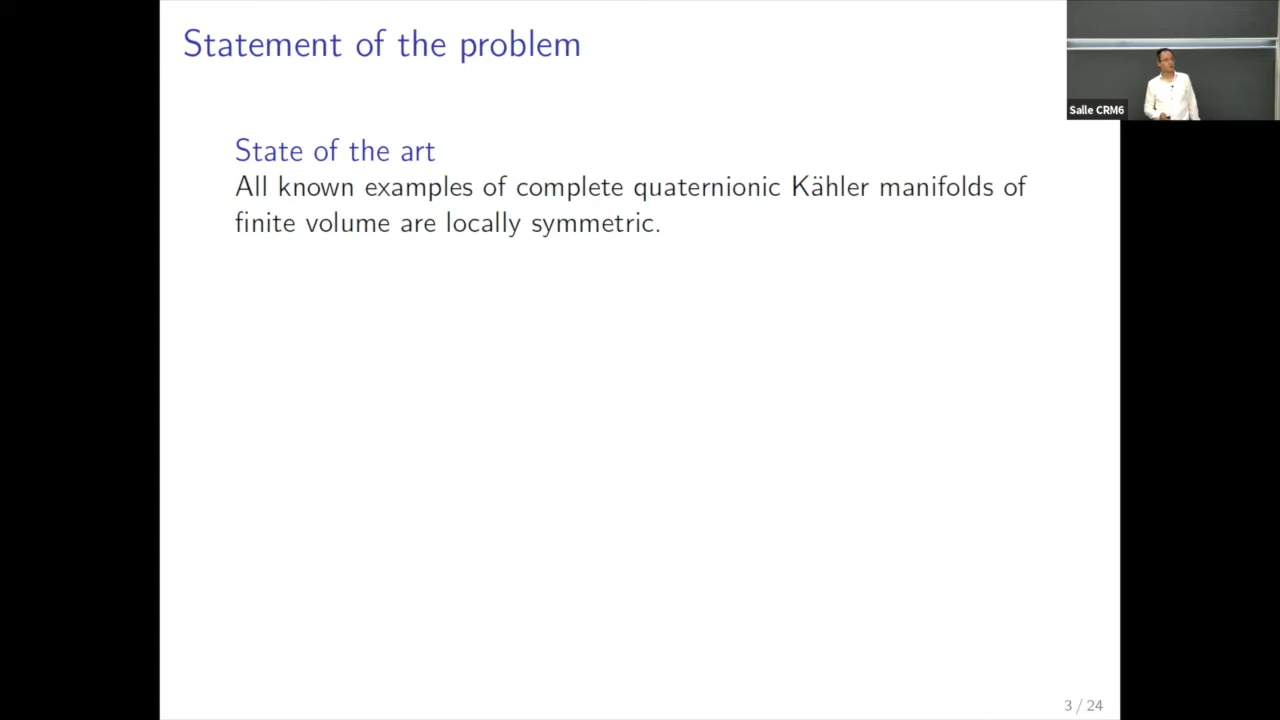 Statement of the problem
Salle CRM6
State of the art
All known examples of complete quaternionic Kähler manifolds of
finite volume are locally symmetric.
3 / 24